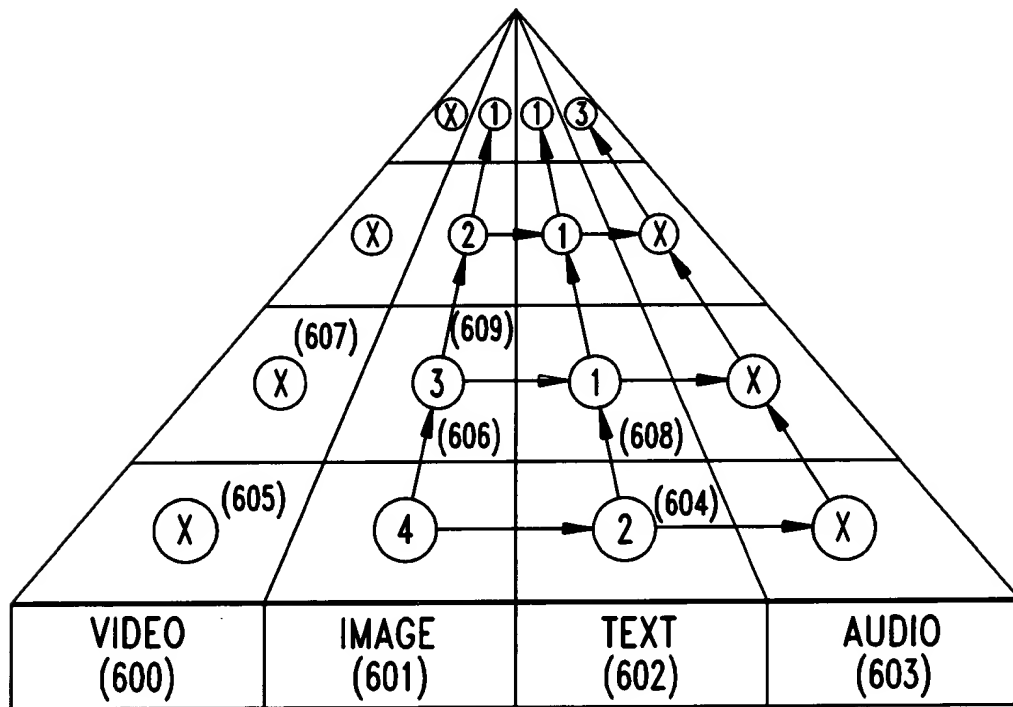 X 1 1 3
X 2 1 X
(607) (609)
X 3 1 X
(606) (608)
(605) (604)
X 4 2 X
VIDEO IMAGE TEXT AUDIO
(600) (601) (602) (603)